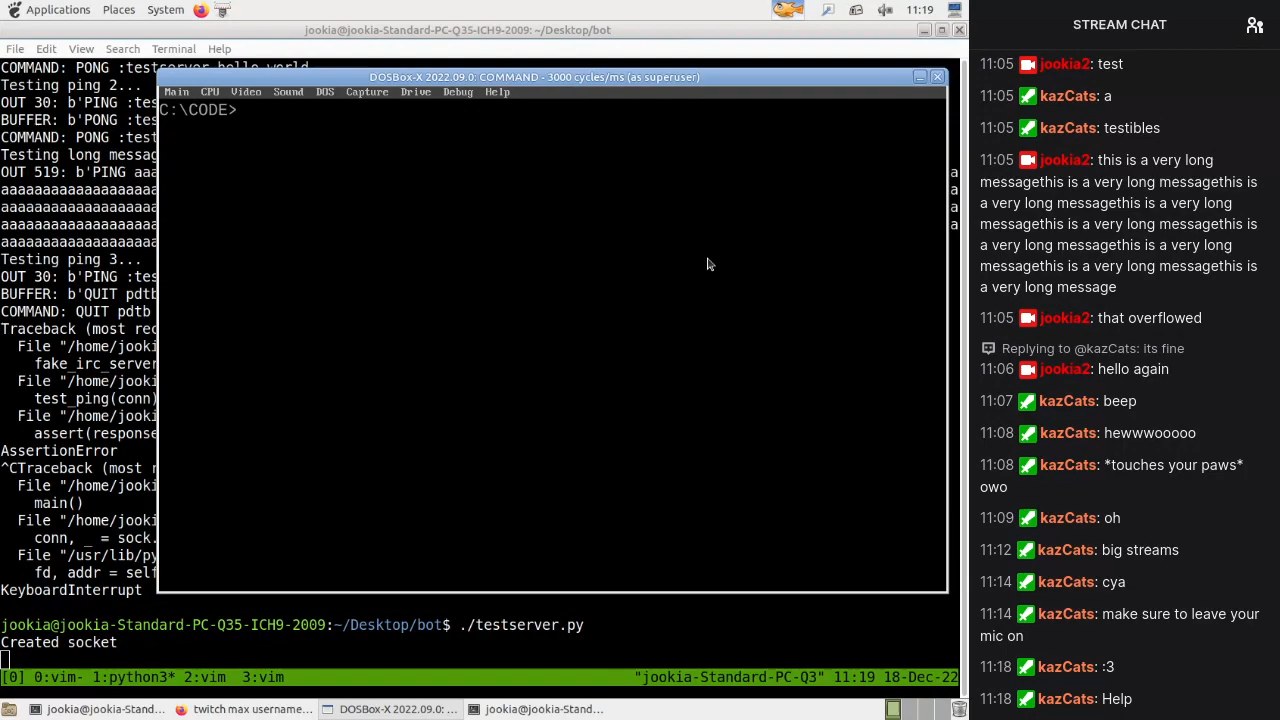 Applications Places System 11:19
jookia@jookia-Standard-PC-Q35-ICH9-2009: ~/Desktop/bot
File Edit View Search Terminal Help
COMMAND: PONG :testserver hello world
Testing ping 2...
OUT 30: b'PING :tes
BUFFER: b'PONG :tes
COMMAND: PONG :test
Testing long messag
OUT 519: b'PING aaa a
aaaaaaaaaaaaaaaaaaa a
aaaaaaaaaaaaaaaaaaa a
aaaaaaaaaaaaaaaaaaa a
aaaaaaaaaaaaaaaaaaa
Testing ping 3...
OUT 30: b'PING :tes
BUFFER: b'QUIT pdtb
COMMAND: QUIT pdtb
Traceback (most rec
File "/home/jooki
fake_irc_server
File "/home/jooki
test_ping(conn)
File "/home/jooki
assert(response
AssertionError
^CTraceback (most r
File "/home/jooki
main()
File "/home/jooki
conn, _ = sock.
File "/usr/lib/py
fd, addr = self
KeyboardInterrupt
jookia@jookia-Standard-PC-Q35-ICH9-2009:~/Desktop/bot$ ./testserver.py
Created socket
[0] 0:vim- 1:python3* 2:vim 3:vim "jookia-Standard-PC-Q3" 11:19 18-Dec-22
DOSBox-X 2022.09.0: COMMAND - 3000 cycles/ms (as superuser)
Main CPU Video Sound DOS Capture Drive Debug Help
C:\CODE>
jookia@jookia-Stand... twitch max username... DOSBox-X 2022.09.0: ... jookia@jookia-Stand...
STREAM CHAT
11:05 jookia2: test
11:05 kazCats: a
11:05 kazCats: testibles
11:05 jookia2: this is a very long
messagethis is a very long messagethis is
a very long messagethis is a very long
messagethis is a very long messagethis is
a very long messagethis is a very long
messagethis is a very long messagethis is
a very long message
11:05 jookia2: that overflowed
Replying to @kazCats: its fine
11:06 jookia2: hello again
11:07 kazCats: beep
11:08 kazCats: hewwwooooo
11:08 kazCats: *touches your paws*
owo
11:09 kazCats: oh
11:12 kazCats: big streams
11:14 kazCats: cya
11:14 kazCats: make sure to leave your
mic on
11:18 kazCats: :3
11:18 kazCats: Help